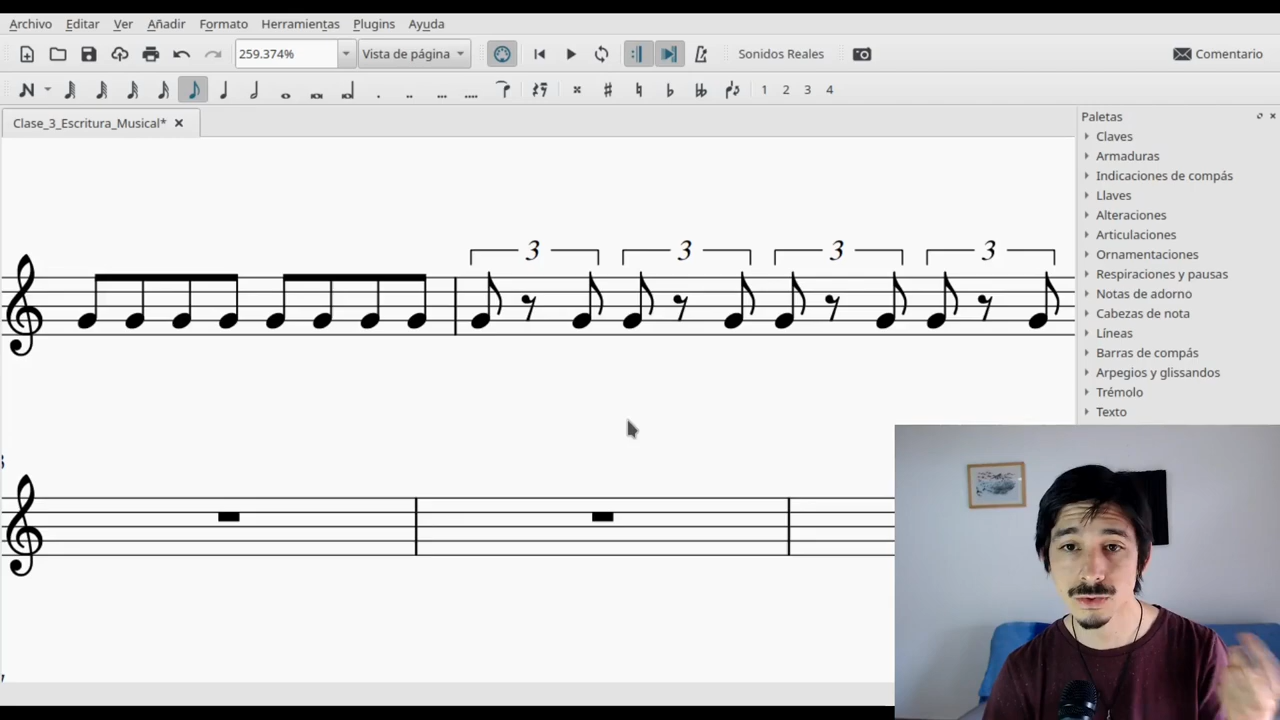 Archivo Editar Ver Añadir Formato Herramientas Plugins Ayuda
259.374% Vista de página Sonidos Reales Comentario
1 2 3 4
Clase_3_Escritura_Musical*
Paletas
Claves
Armaduras
Indicaciones de compás
Llaves
Alteraciones
Articulaciones
Ornamentaciones
Respiraciones y pausas
Notas de adorno
Cabezas de nota
Líneas
Barras de compás
Arpegios y glissandos
Trémolo
Texto
3 3 3 3